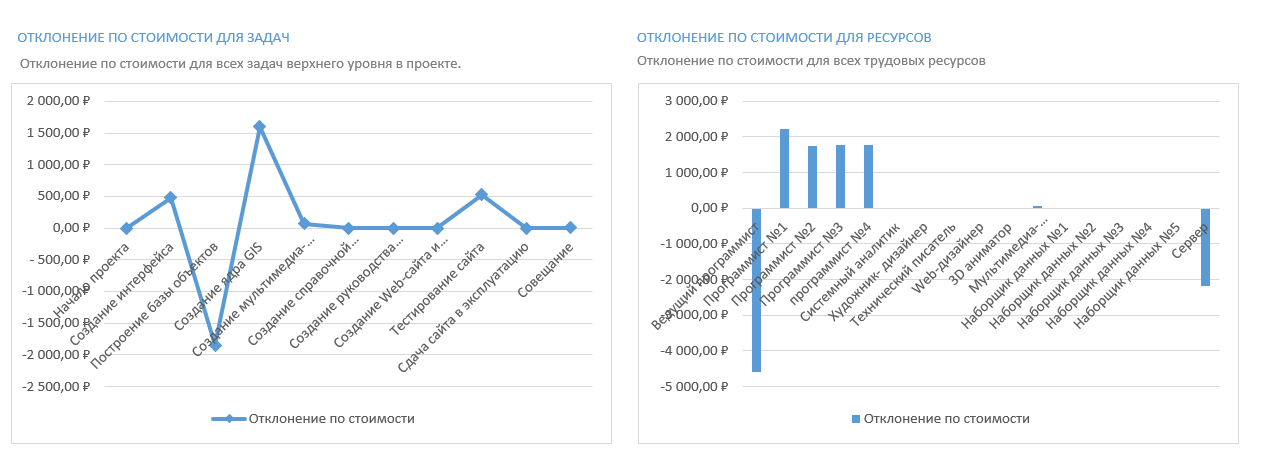 ОТКЛОНЕНИЕ ПО СТОИМОСТИ ДЛЯ ЗАДАЧ
Отклонение по стоимости для всех задач верхнего уровня в проекте.
2 000,00 ₽
1 500,00 ₽
1 000,00 ₽
500,00 ₽
0,00 ₽
- 500,00 ₽
-1 000,00 ₽
-1 500,00 ₽
-2 000,00 ₽
-2 500,00 ₽
Начало проекта
Создание интерфейса
Построение базы объектов
Создание ядра GIS
Создание мультимедиа-...
Создание справочной...
Создание руководства...
Создание Web-сайта и...
Тестирование сайта
Сдача сайта в эксплуатацию
Совещание
Отклонение по стоимости
ОТКЛОНЕНИЕ ПО СТОИМОСТИ ДЛЯ РЕСУРСОВ
Отклонение по стоимости для всех трудовых ресурсов
3 000,00 ₽
2 000,00 ₽
1 000,00 ₽
0,00 ₽
-1 000,00 ₽
-2 000,00 ₽
-3 000,00 ₽
-4 000,00 ₽
-5 000,00 ₽
Ведущий программист
Программист №1
Программист №2
Программист №3
программист №4
Системный аналитик
Художник- дизайнер
Технический писатель
Web-дизайнер
3D аниматор
Мультимедиа-...
Наборщик данных №1
Наборщик данных №2
Наборщик данных №3
Наборщик данных №4
Наборщик данных №5
Сервер
Отклонение по стоимости